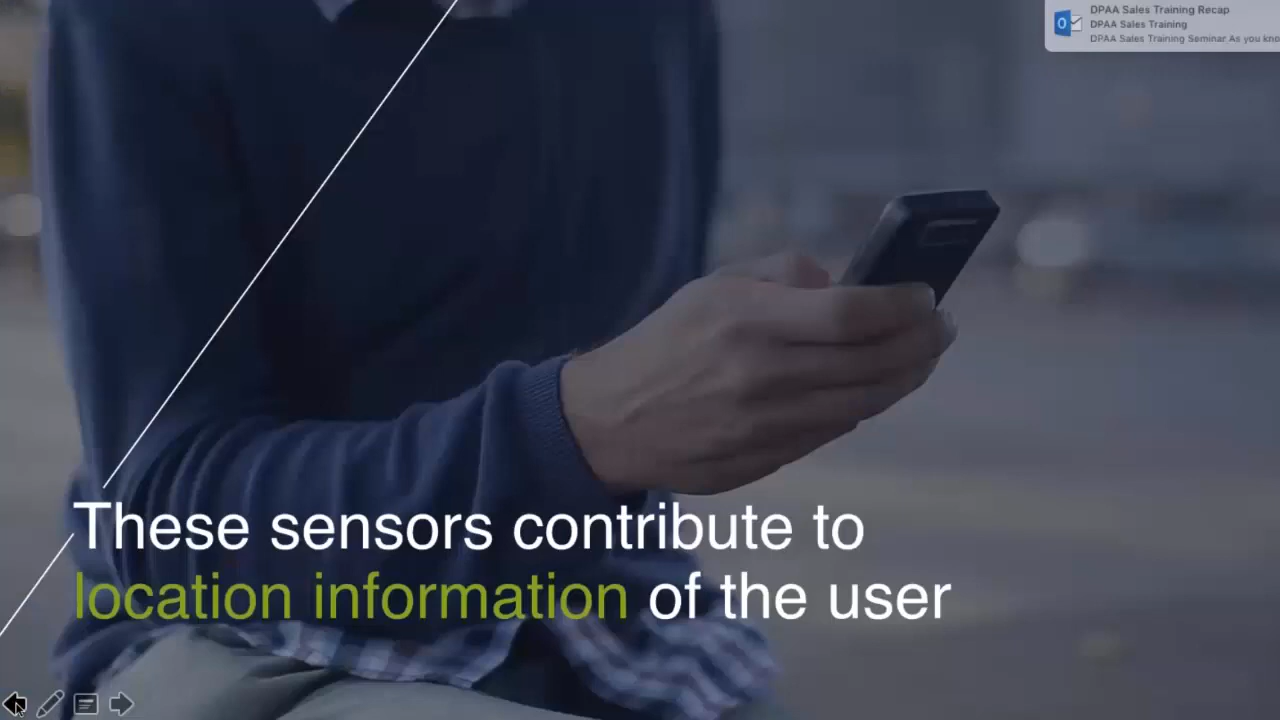 DPAA Sales Training Recap
DPAA Sales Training
DPAA Sales Training Seminar As you kno
These sensors contribute to
location information of the user